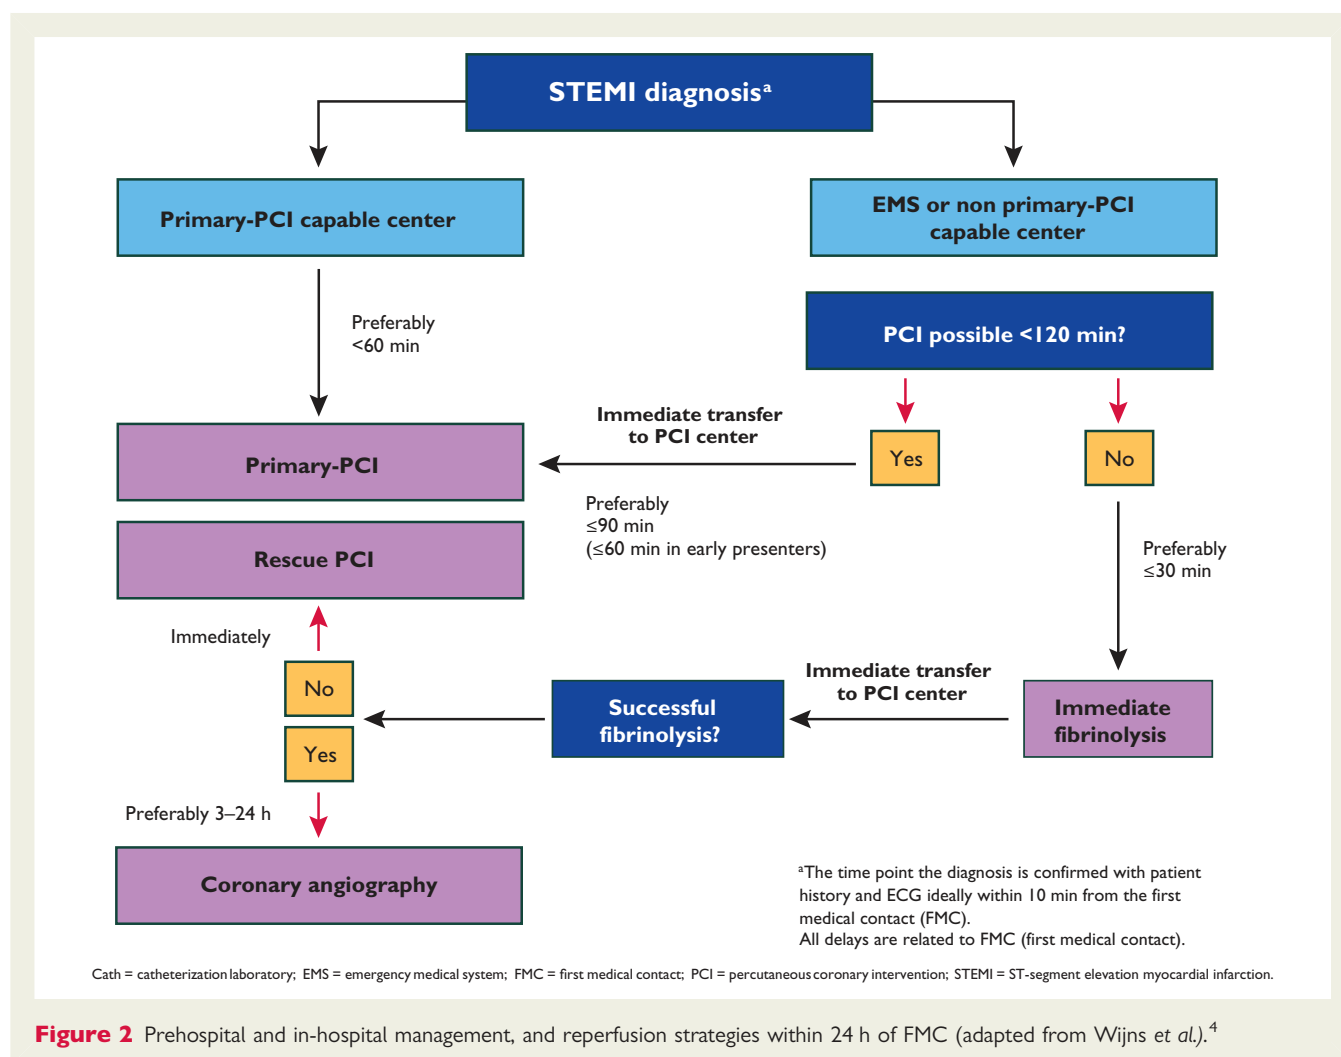 STEMI diagnosisᵃ
Primary-PCI capable center
EMS or non primary-PCI
capable center
Preferably
<60 min
PCI possible <120 min?
Immediate transfer
to PCI center
Yes
No
Primary-PCI
Preferably
≤90 min
(≤60 min in early presenters)
Preferably
≤30 min
Rescue PCI
Immediately
No
Yes
Immediate transfer
to PCI center
Successful
fibrinolysis?
Immediate
fibrinolysis
Preferably 3–24 h
Coronary angiography
ᵃThe time point the diagnosis is confirmed with patient
history and ECG ideally within 10 min from the first
medical contact (FMC).
All delays are related to FMC (first medical contact).
Cath = catheterization laboratory; EMS = emergency medical system; FMC = first medical contact; PCI = percutaneous coronary intervention; STEMI = ST-segment elevation myocardial infarction.
Figure 2 Prehospital and in-hospital management, and reperfusion strategies within 24 h of FMC (adapted from Wijns et al.).⁴